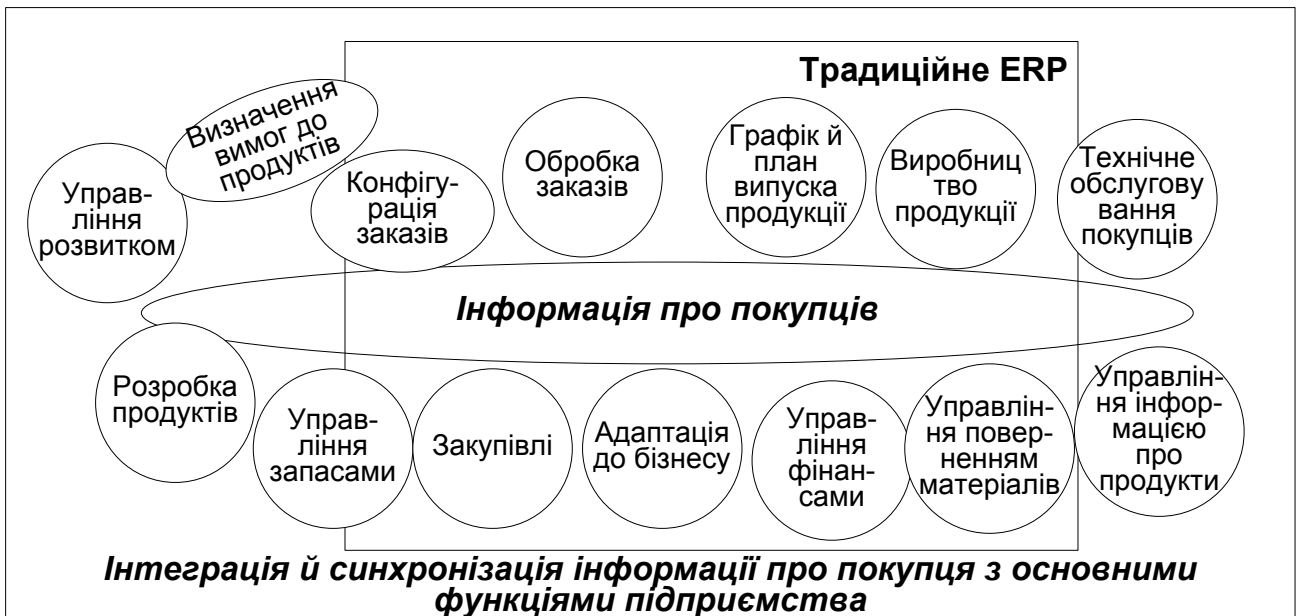 Традиційне ERP
Визначення
вимог до
продуктів
Управ-
ління
розвитком
Конфігу-
рація
заказів
Обробка
заказів
Графік й
план
випуска
продукції
Виробниц
тво
продукції
Технічне
обслугову
вання
покупців
Інформація про покупців
Розробка
продуктів
Управ-
ління
запасами
Закупівлі
Адаптація
до бізнесу
Управ-
ління
фінан-
сами
Управлін-
ня повер-
ненням
матеріалів
Управлін-
ня інфор-
мацією
про
продукти
Інтеграція й синхронізація інформації про покупця з основними
функціями підприємства